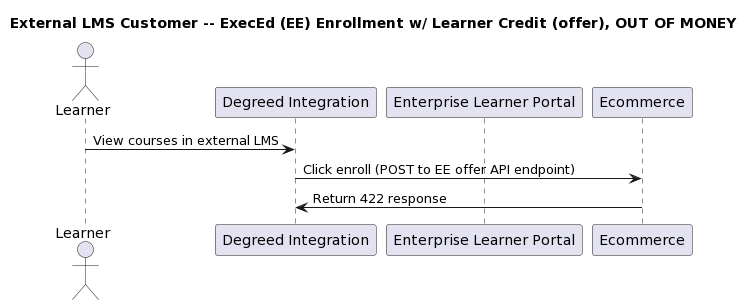 External LMS Customer -- ExecEd (EE) Enrollment w/ Learner Credit (offer), OUT OF MONEY
Learner
Degreed Integration
Enterprise Learner Portal
Ecommerce
View courses in external LMS
Click enroll (POST to EE offer API endpoint)
Return 422 response
Learner
Degreed Integration
Enterprise Learner Portal
Ecommerce